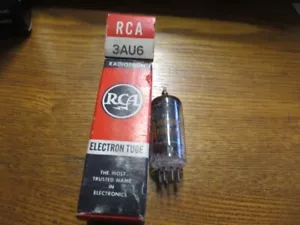 RCA
3AU6
RADIOTRON
RCA
ELECTRON TUBE
THE MOST
TRUSTED NAME
IN
ELECTRONICS